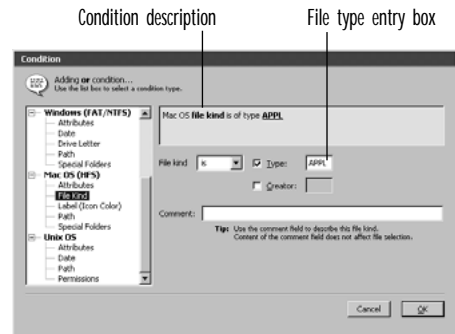 Condition description
File type entry box
Condition
Adding or condition...
Use the list box to select a condition type.
Windows (FAT/NTFS)
Attributes
Date
Drive Letter
Path
Special Folders
Mac OS (HFS)
Attributes
File Kind
Label (Icon Color)
Path
Special Folders
Unix OS
Attributes
Date
Path
Permissions
Mac OS file kind is of type APPL
File kind is Type: APPL
Creator:
Comment:
Tip: Use the comment field to describe this file kind.
Content of the comment field does not affect file selection.
Cancel OK